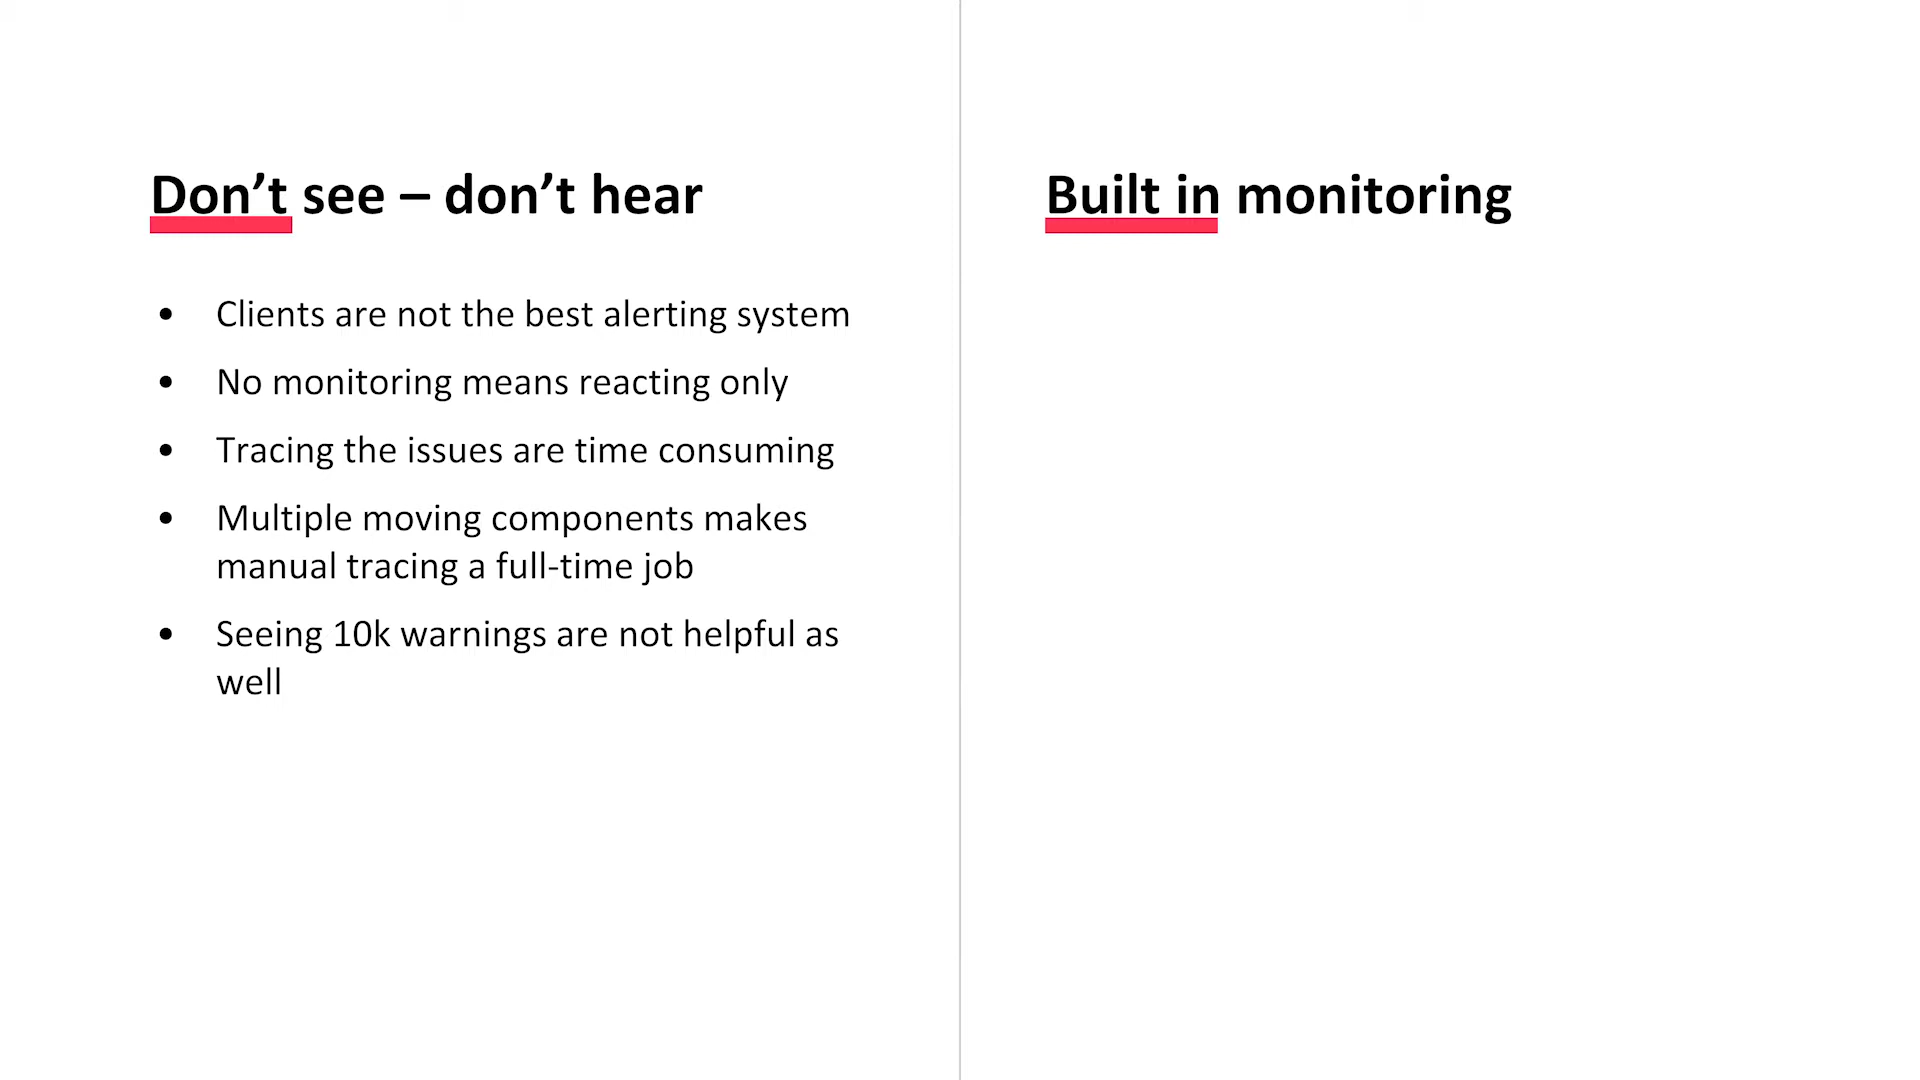 Don’t see – don’t hear
• Clients are not the best alerting system
• No monitoring means reacting only
• Tracing the issues are time consuming
• Multiple moving components makes
manual tracing a full-time job
• Seeing 10k warnings are not helpful as
well
Built in monitoring